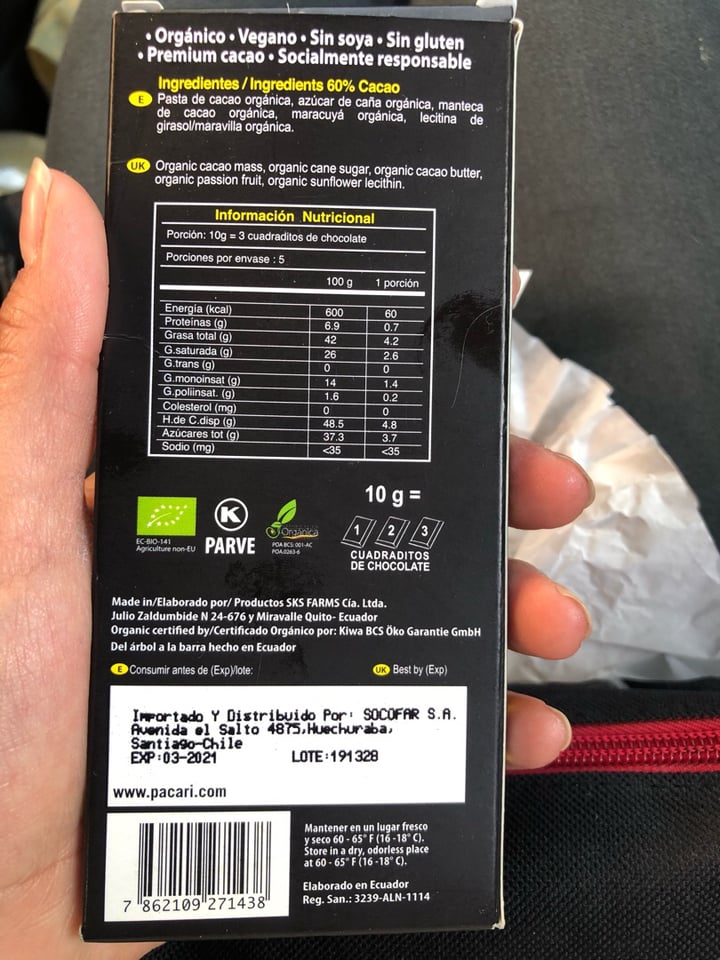 • Orgánico • Vegano • Sin soya • Sin gluten
• Premium cacao • Socialmente responsable
Ingredientes / Ingredients 60% Cacao
E Pasta de cacao orgánica, azúcar de caña orgánica, manteca
de cacao orgánica, maracuyá orgánica, lecitina de
girasol/maravilla orgánica.
UK Organic cacao mass, organic cane sugar, organic cacao butter,
organic passion fruit, organic sunflower lecithin.
Información Nutricional
Porción: 10g = 3 cuadraditos de chocolate
Porciones por envase : 5
100 g 1 porción
Energía (kcal) 600 60
Proteínas (g) 6.9 0.7
Grasa total (g) 42 4.2
G.saturada (g) 26 2.6
G.trans (g) 0 0
G.monoinsat (g) 14 1.4
G.poliinsat. (g) 1.6 0.2
Colesterol (mg) 0 0
H.de C.disp (g) 48.5 4.8
Azúcares tot (g) 37.3 3.7
Sodio (mg) <35 <35
10 g =
1 2 3
CUADRADITOS
DE CHOCOLATE
EC-BIO-141
Agriculture non-EU
K
PARVE
Orgánica
POA BCS: 001-AC
POA.0263-6
Made in/Elaborado por/ Productos SKS FARMS Cía. Ltda.
Julio Zaldumbide N 24-676 y Miravalle Quito- Ecuador
Organic certified by/Certificado Orgánico por: Kiwa BCS Öko Garantie GmbH
Del árbol a la barra hecho en Ecuador
E Consumir antes de (Exp)/lote: UK Best by (Exp)
Importado Y Distribuido Por: SOCOFAR S.A.
Avenida el Salto 4875,Huechuraba,
Santiago-Chile
EXP:03-2021 LOTE:191328
www.pacari.com
7 862109 271438
Mantener en un lugar fresco
y seco 60 - 65° F (16 -18° C).
Store in a dry, odorless place
at 60 - 65° F (16 -18° C).
Elaborado en Ecuador
Reg. San.: 3239-ALN-1114